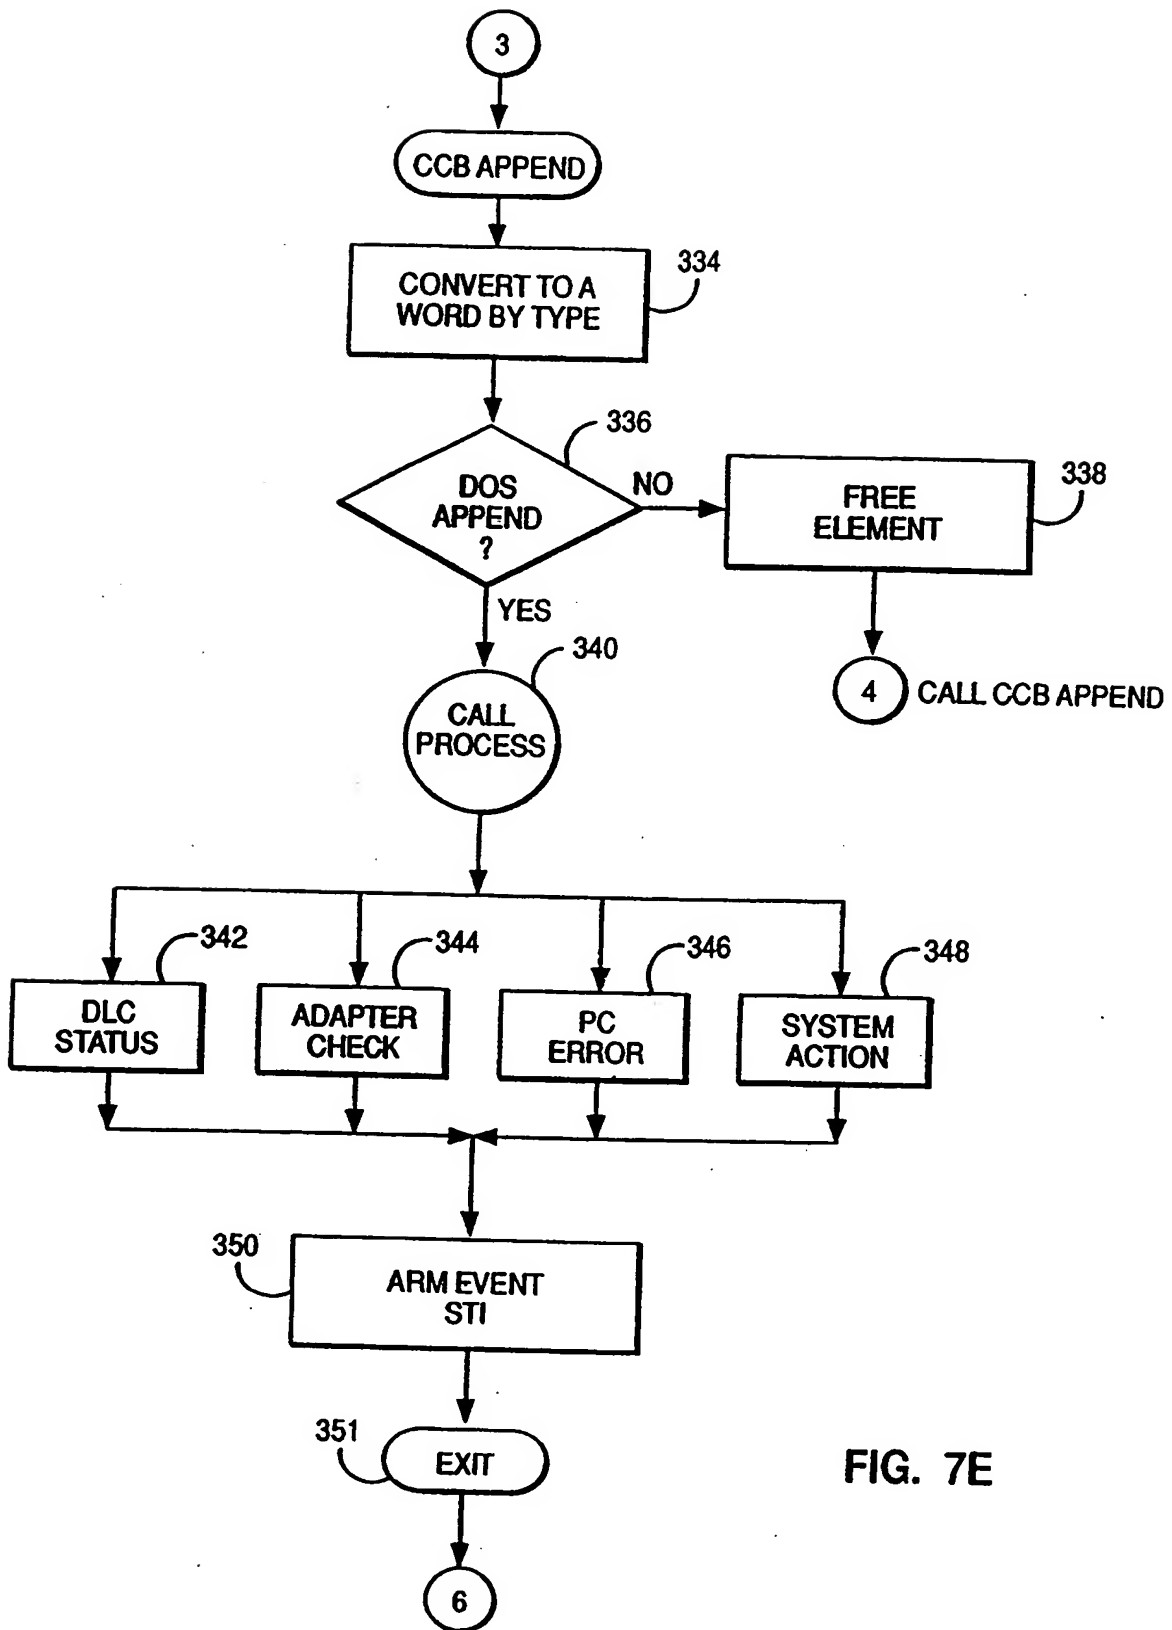 3
CCB APPEND
CONVERT TO A
WORD BY TYPE
334
336
DOS
APPEND
?
NO
FREE
ELEMENT
338
YES
340
CALL
PROCESS
4
CALL CCB APPEND
342
344
346
348
DLC
STATUS
ADAPTER
CHECK
PC
ERROR
SYSTEM
ACTION
350
ARM EVENT
STI
351
EXIT
FIG. 7E
6